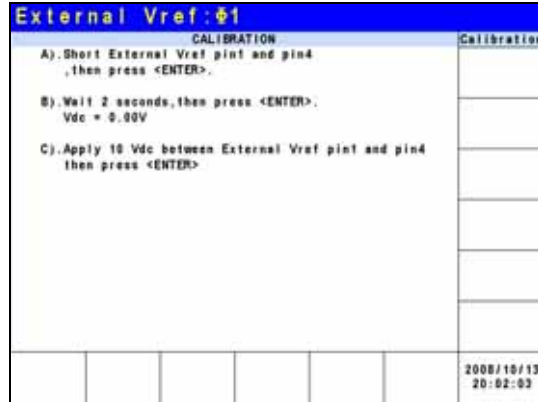 External Vref:Φ1
CALIBRATION
Calibration
A).Short External Vref pin1 and pin4
,then press <ENTER>.
B).Wait 2 seconds,then press <ENTER>.
Vdc = 0.00V
C).Apply 10 Vdc between External Vref pin1 and pin4
then press <ENTER>
2008/10/13
20:02:03